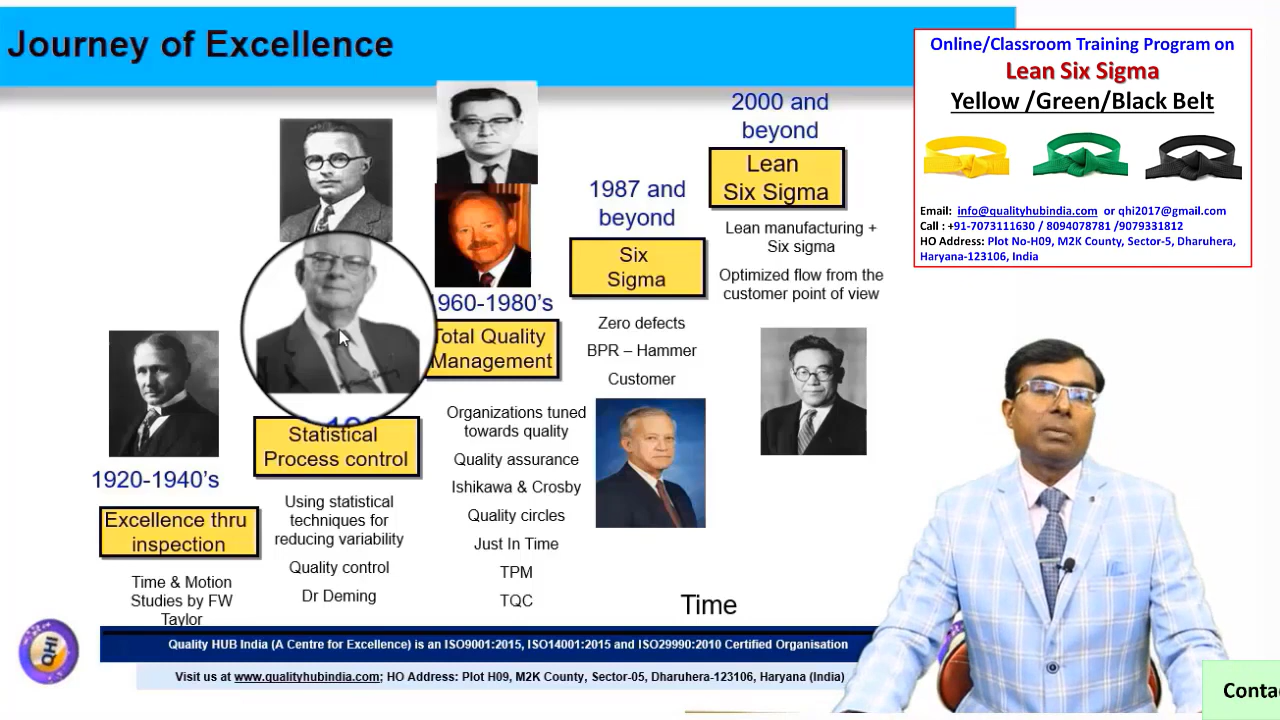 Journey of Excellence
Online/Classroom Training Program on
Lean Six Sigma
Yellow /Green/Black Belt
Email: info@qualityhubindia.com or qhi2017@gmail.com
Call : +91-7073111630 / 8094078781 /9079331812
HO Address: Plot No-H09, M2K County, Sector-5, Dharuhera,
Haryana-123106, India
1920-1940's
Excellence thru
inspection
Time & Motion
Studies by FW
Taylor
Statistical
Process control
Using statistical
techniques for
reducing variability
Quality control
Dr Deming
1960-1980's
Total Quality
Management
Organizations tuned
towards quality
Quality assurance
Ishikawa & Crosby
Quality circles
Just In Time
TPM
TQC
1987 and
beyond
Six
Sigma
Zero defects
BPR – Hammer
Customer
2000 and
beyond
Lean
Six Sigma
Lean manufacturing +
Six sigma
Optimized flow from the
customer point of view
Time
QHI
Quality HUB India (A Centre for Excellence) is an ISO9001:2015, ISO14001:2015 and ISO29990:2010 Certified Organisation
Visit us at www.qualityhubindia.com; HO Address: Plot H09, M2K County, Sector-05, Dharuhera-123106, Haryana (India)
Conta